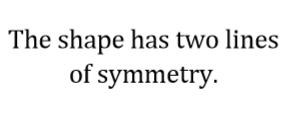 The shape has two lines
of symmetry.